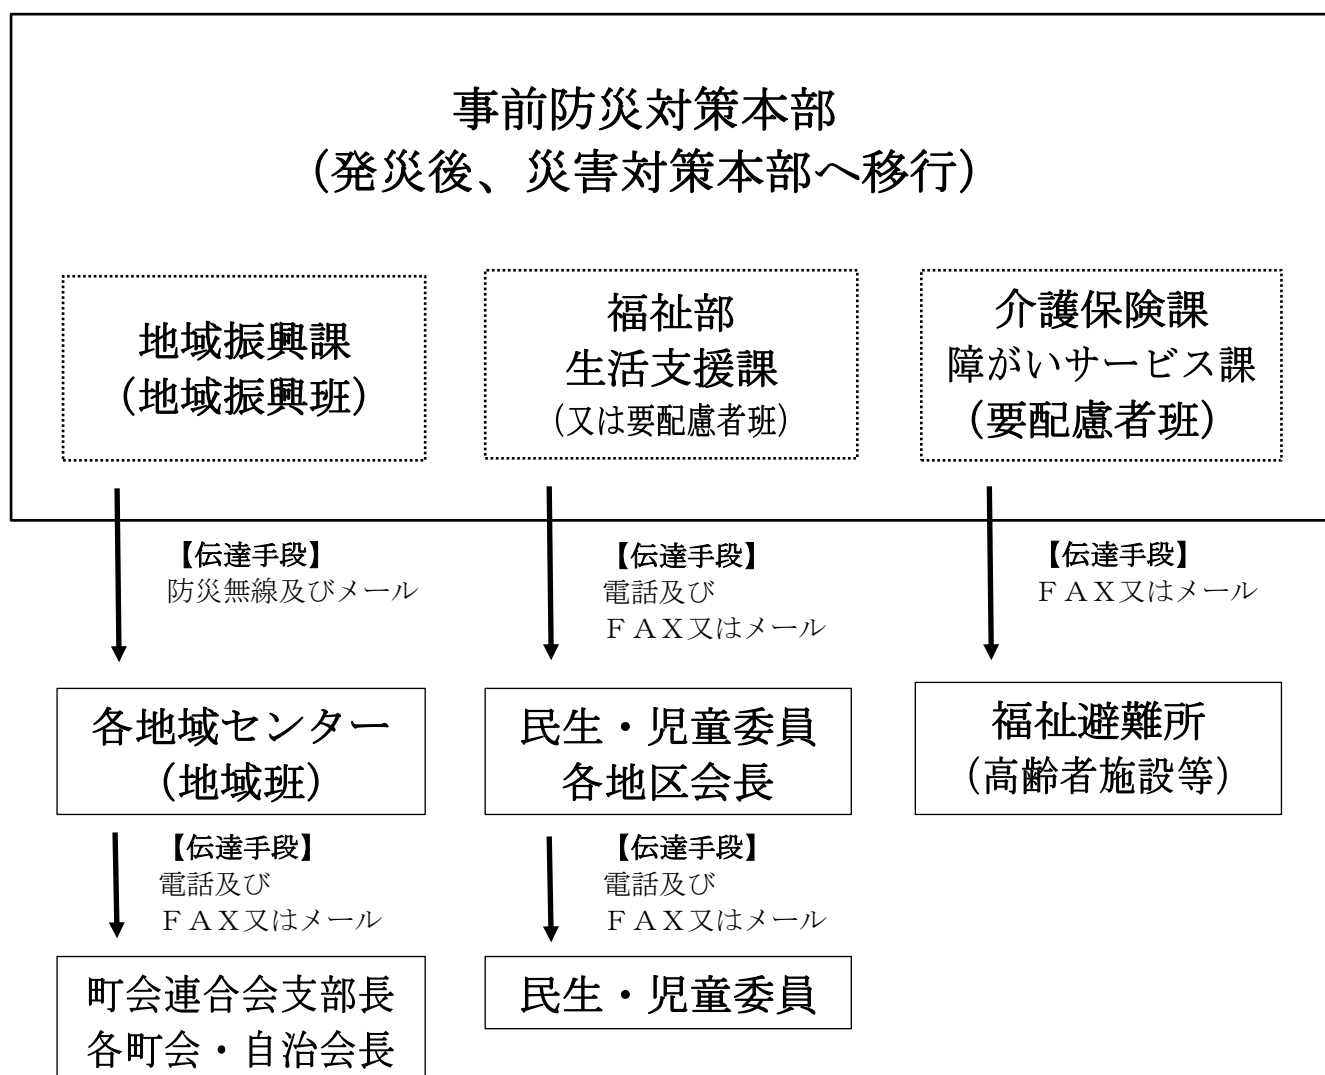 事前防災対策本部
（発災後、災害対策本部へ移行）
地域振興課
（地域振興班）
福祉部
生活支援課
（又は要配慮者班）
介護保険課
障がいサービス課
（要配慮者班）
【伝達手段】
防災無線及びメール
【伝達手段】
電話及び
ＦＡＸ又はメール
【伝達手段】
ＦＡＸ又はメール
各地域センター
（地域班）
民生・児童委員
各地区会長
福祉避難所
（高齢者施設等）
【伝達手段】
電話及び
ＦＡＸ又はメール
【伝達手段】
電話及び
ＦＡＸ又はメール
町会連合会支部長
各町会・自治会長
民生・児童委員